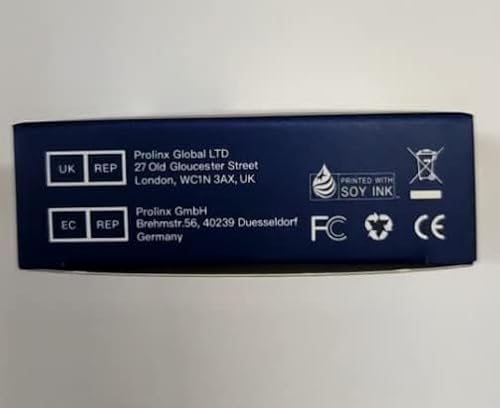 UK REP
Prolinx Global LTD
27 Old Gloucester Street
London, WC1N 3AX, UK
EC REP
Prolinx GmbH
Brehmstr.56, 40239 Duesseldorf
Germany
PRINTED WITH
SOY INK
FC
CE